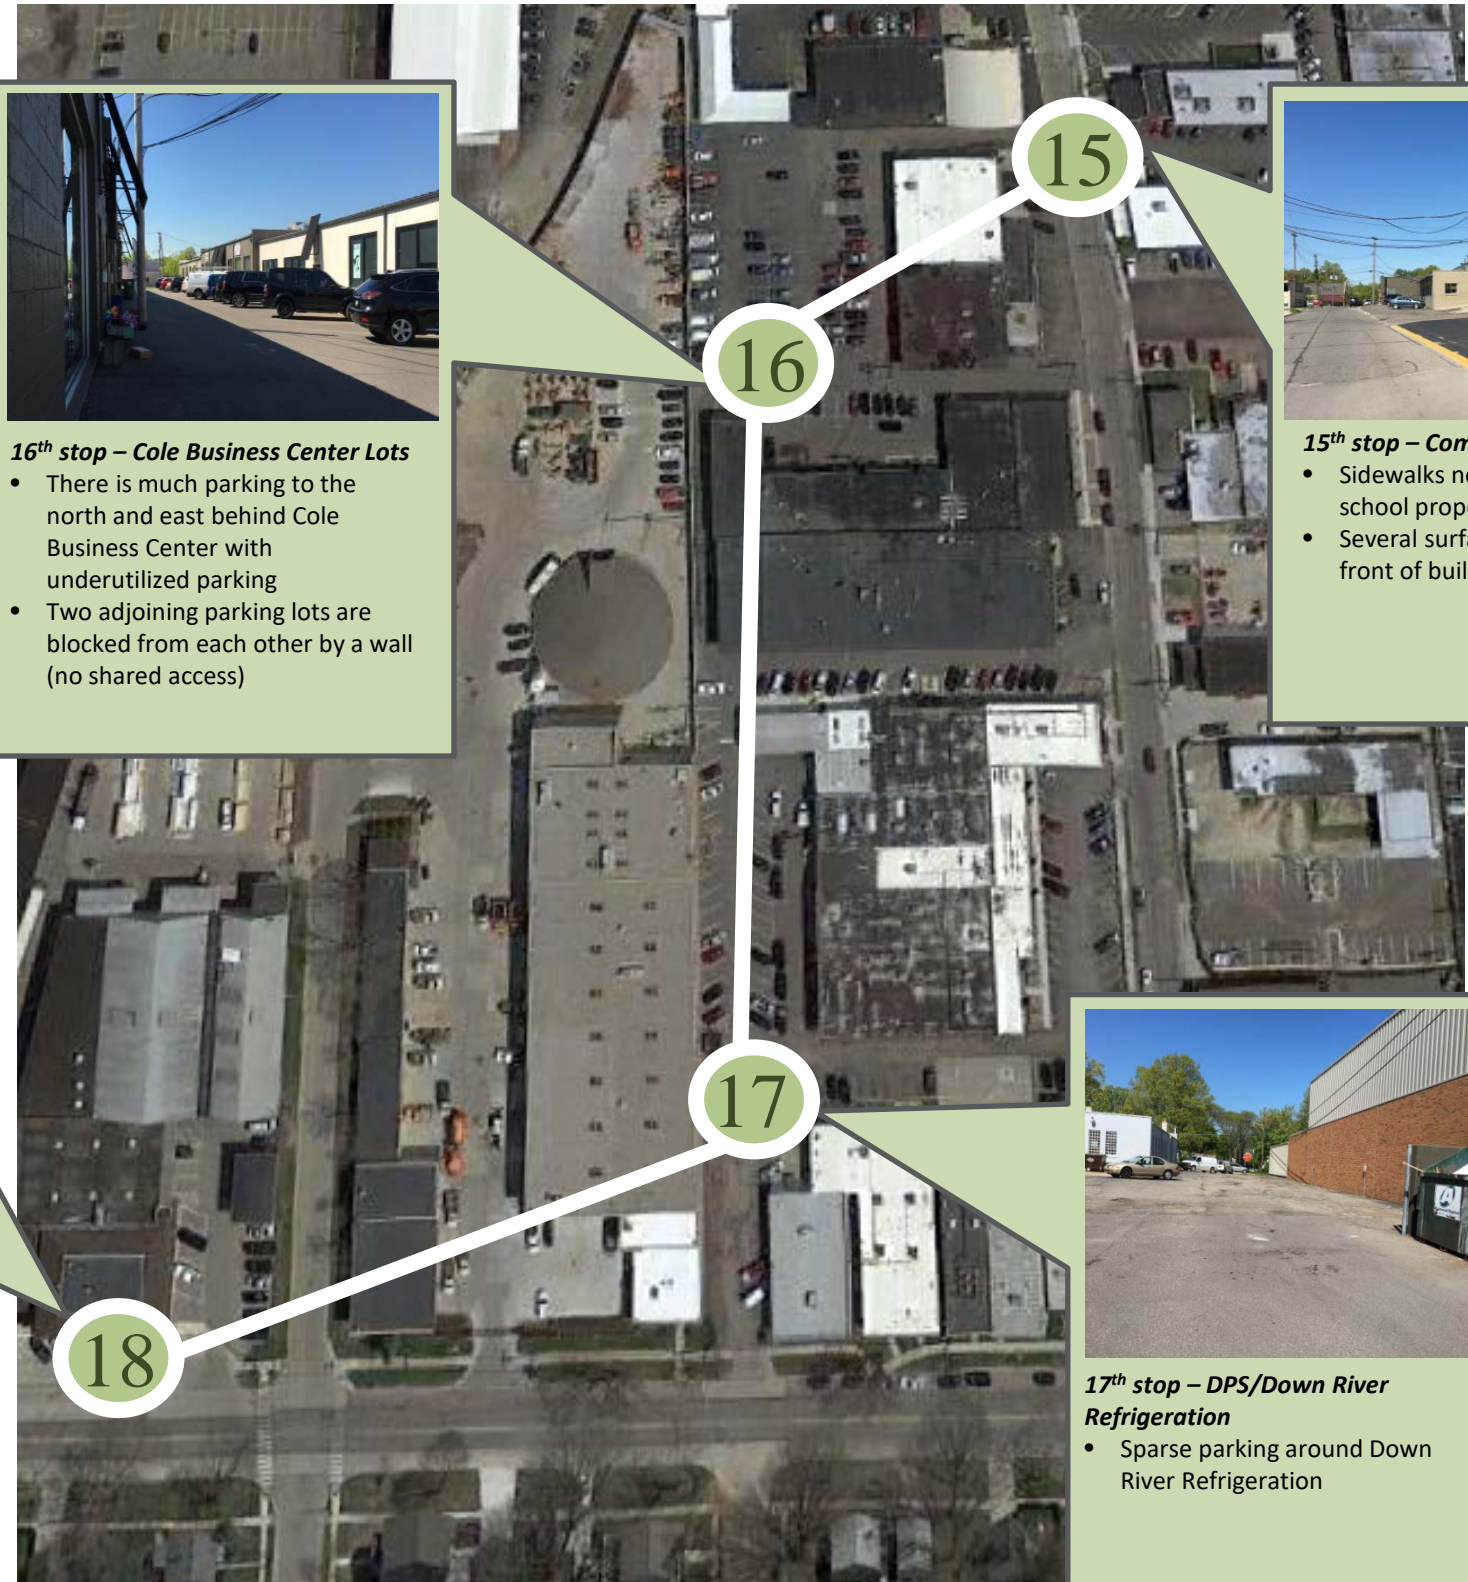 15
16
17
18
16th stop – Cole Business Center Lots
• There is much parking to the
north and east behind Cole
Business Center with
underutilized parking
• Two adjoining parking lots are
blocked from each other by a wall
(no shared access)
15th stop – Com
• Sidewalks
school
• Several
front of
17th stop – DPS/Down River
Refrigeration
• Sparse parking around Down
River Refrigeration